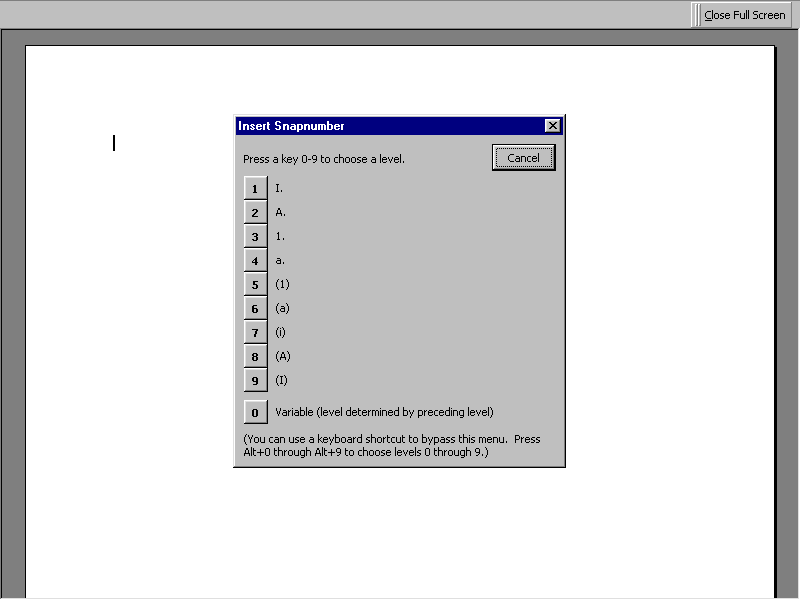 Close Full Screen
Insert Snapnumber
Press a key 0-9 to choose a level.
Cancel
1 I.
2 A.
3 1.
4 a.
5 (1)
6 (a)
7 (i)
8 (A)
9 (I)
0 Variable (level determined by preceding level)
(You can use a keyboard shortcut to bypass this menu. Press
Alt+0 through Alt+9 to choose levels 0 through 9.)